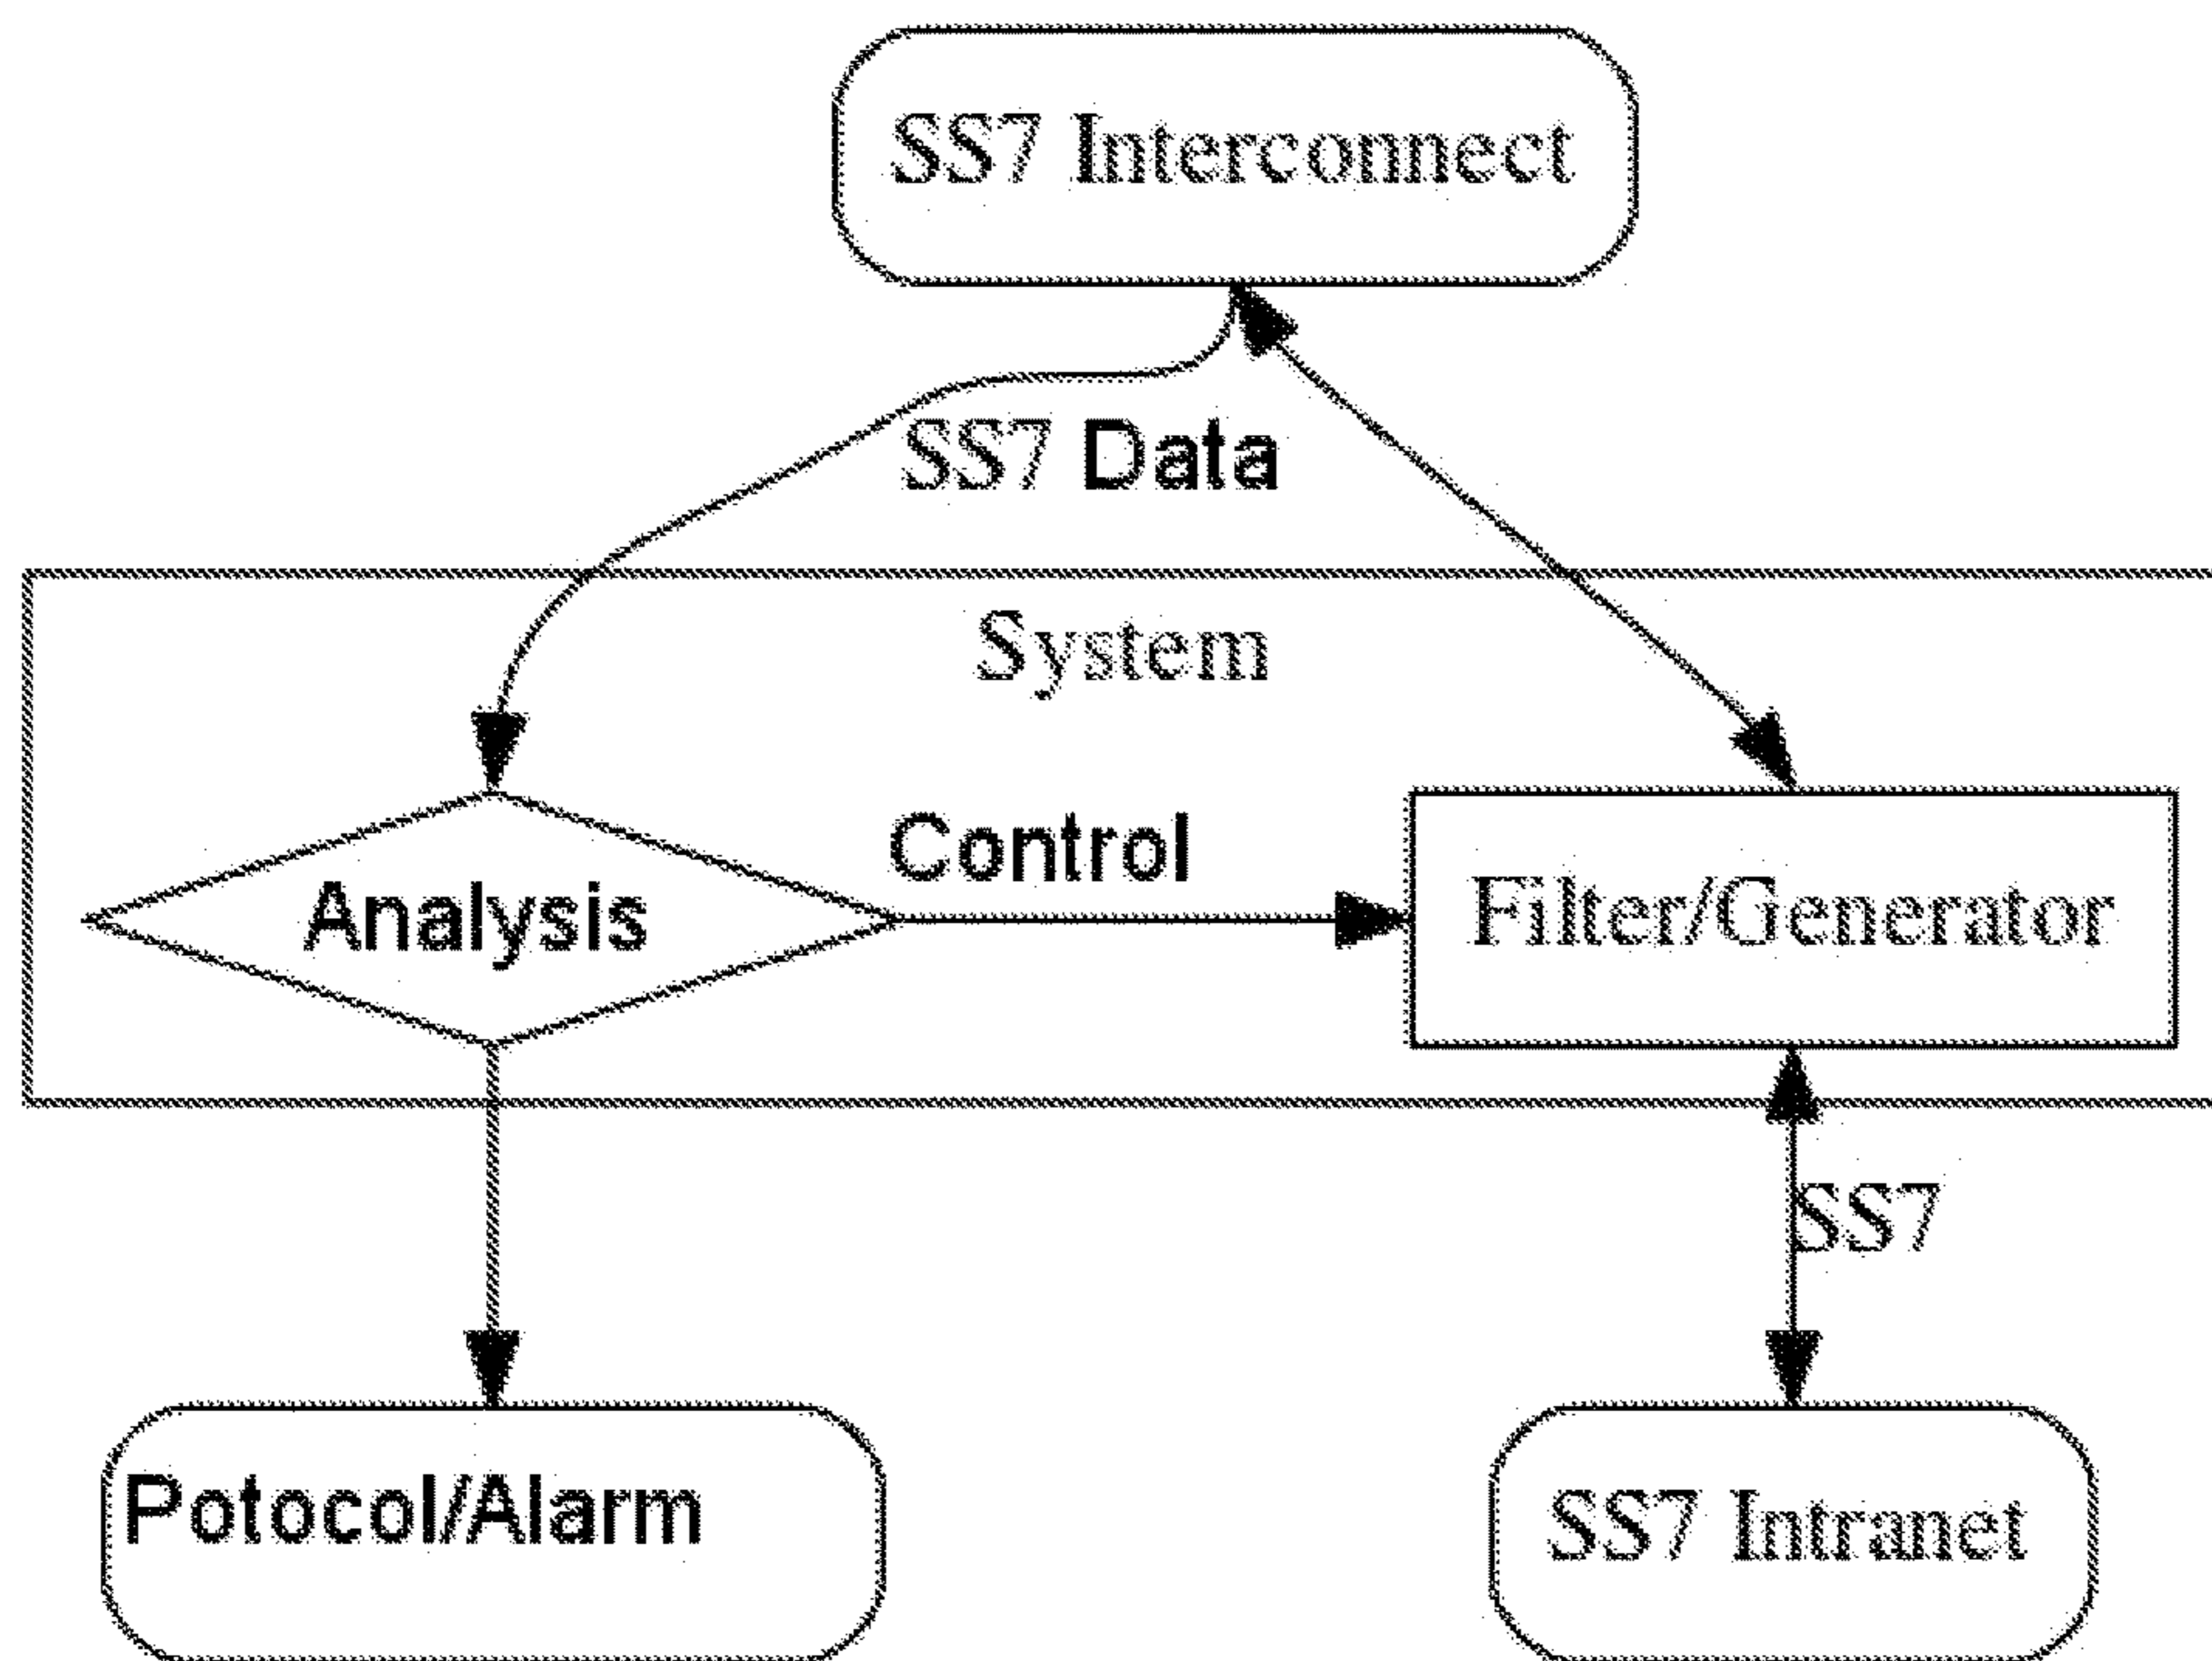 SS7 Interconnect
SS7 Data
System
Control
Analysis
Filter/Generator
SS7
Potocol/Alarm
SS7 Intranet